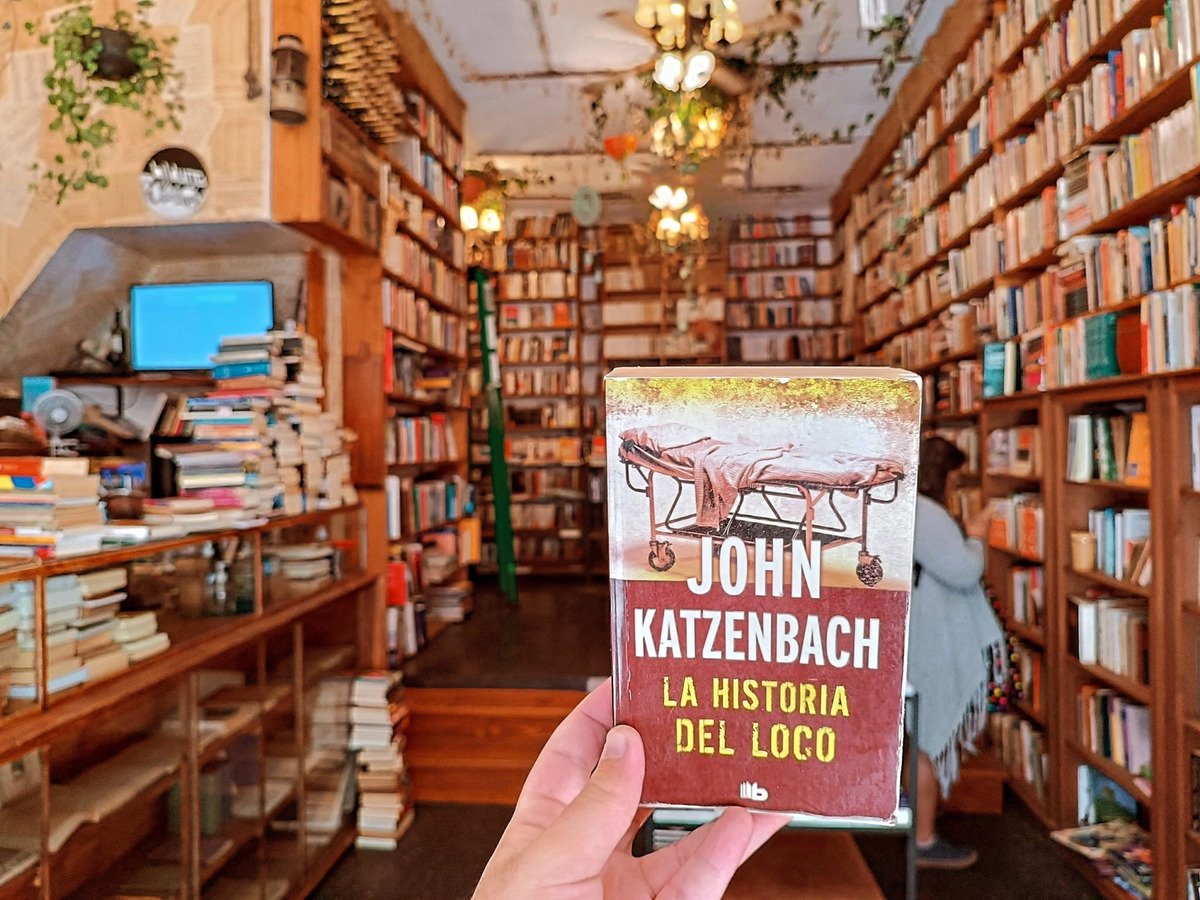 JOHN
KATZENBACH
LA HISTORIA
DEL LOCO
b